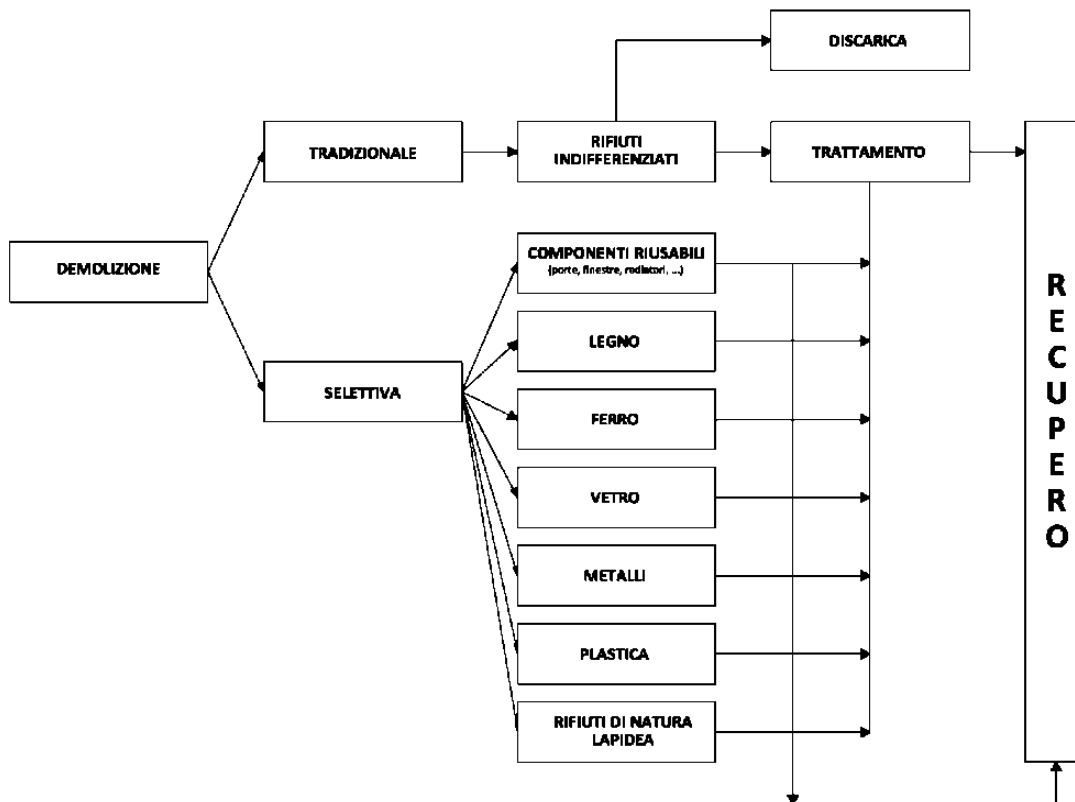 DISCARICA
TRADIZIONALE
RIFIUTI
INDIFFERENZIATI
TRATTAMENTO
DEMOLIZIONE
COMPONENTI RIUSABILI
(porte, finestre, radiatori, ...)
LEGNO
SELETTIVA
FERRO
VETRO
METALLI
PLASTICA
RIFIUTI DI NATURA
LAPIDEA
RECUPERO